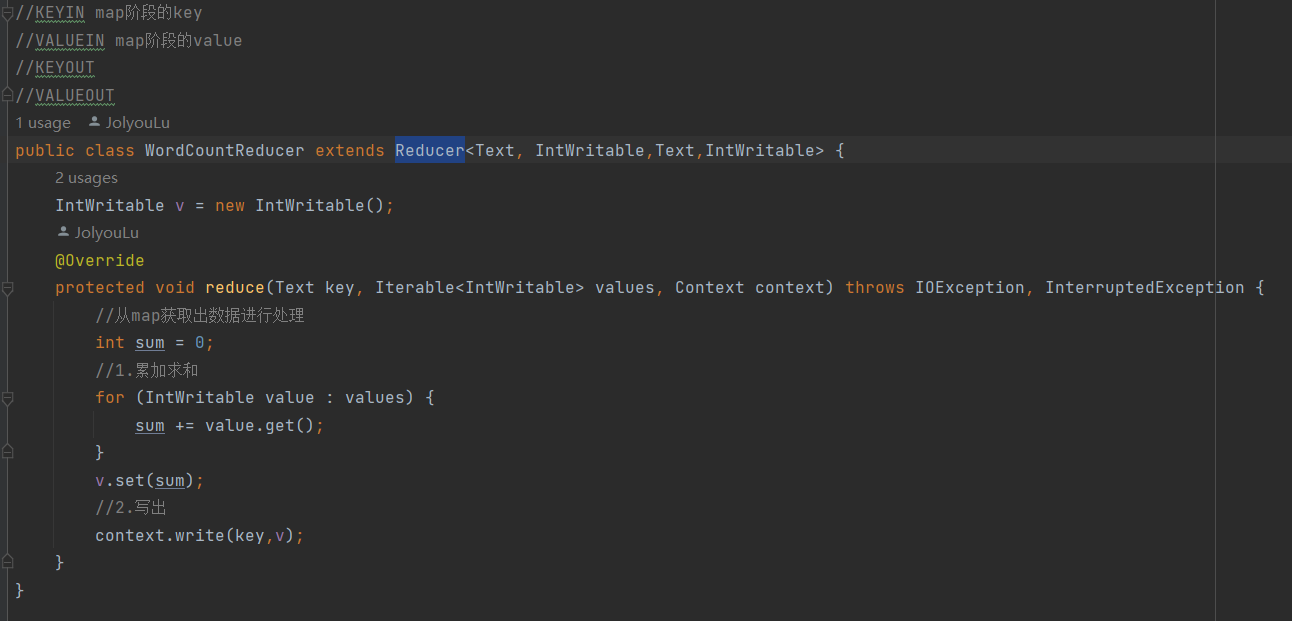 //KEYIN map阶段的key
//VALUEIN map阶段的value
//KEYOUT
//VALUEOUT
1 usage JolyouLu
public class WordCountReducer extends Reducer<Text, IntWritable,Text,IntWritable> {
2 usages
IntWritable v = new IntWritable();
JolyouLu
@Override
protected void reduce(Text key, Iterable<IntWritable> values, Context context) throws IOException, InterruptedException {
//从map获取出数据进行处理
int sum = 0;
//1.累加求和
for (IntWritable value : values) {
sum += value.get();
}
v.set(sum);
//2.写出
context.write(key,v);
}
}